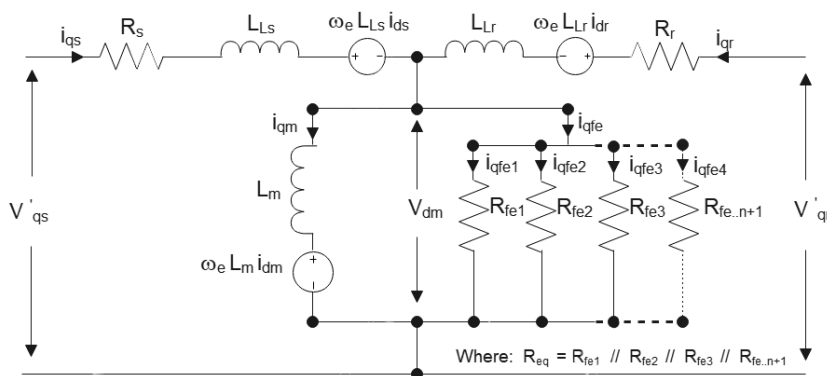 i_qs R_s L_Ls ω_e L_Ls i_ds L_Lr ω_e L_Lr i_dr R_r i_qr
i_qm i_qfe
i_qfe1 i_qfe2 i_qfe3 i_qfe4
L_m
V'_qs V_dm R_fe1 R_fe2 R_fe3 R_fe..n+1 V'_q
ω_e L_m i_dm
Where: R_eq = R_fe1 // R_fe2 // R_fe3 // R_fe..n+1